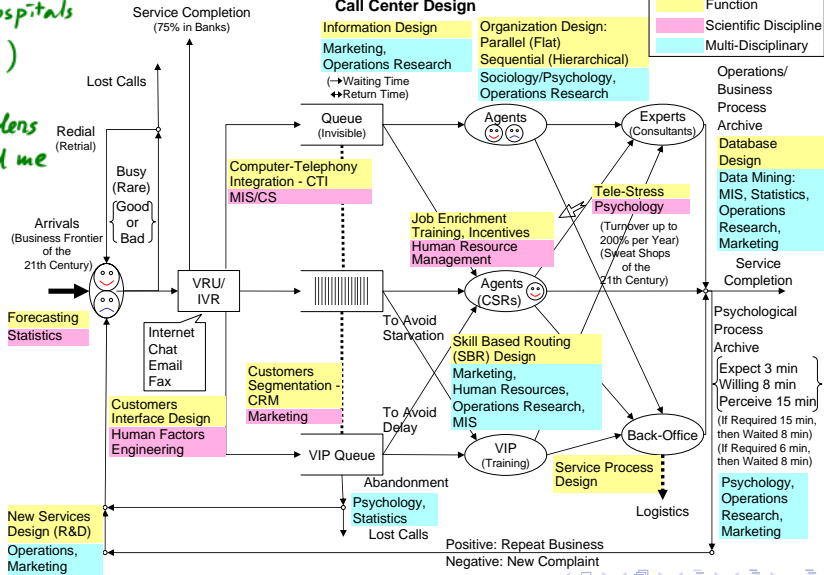 ospitals
)
lens
d me
Call Center Design
Function
Scientific Discipline
Multi-Disciplinary
Service Completion
(75% in Banks)
Information Design
Marketing,
Operations Research
(→Waiting Time
↔Return Time)
Organization Design:
Parallel (Flat)
Sequential (Hierarchical)
Sociology/Psychology,
Operations Research
Lost Calls
Redial
(Retrial)
Busy
(Rare)
Good
or
Bad
Arrivals
(Business Frontier
of the
21th Century)
Forecasting
Statistics
VRU/
IVR
Internet
Chat
Email
Fax
Customers
Interface Design
Human Factors
Engineering
Queue
(Invisible)
Computer-Telephony
Integration - CTI
MIS/CS
Customers
Segmentation -
CRM
Marketing
VIP Queue
Agents
Experts
(Consultants)
Job Enrichment
Training, Incentives
Human Resource
Management
Tele-Stress
Psychology
(Turnover up to
200% per Year)
(Sweat Shops
of the
21th Century)
Agents
(CSRs)
To Avoid
Starvation
Skill Based Routing
(SBR) Design
Marketing,
Human Resources,
Operations Research,
MIS
To Avoid
Delay
VIP
(Training)
Back-Office
Service Process
Design
Logistics
Operations/
Business
Process
Archive
Database
Design
Data Mining:
MIS, Statistics,
Operations
Research,
Marketing
Service
Completion
Psychological
Process
Archive
Expect 3 min
Willing 8 min
Perceive 15 min
(If Required 15 min,
then Waited 8 min)
(If Required 6 min,
then Waited 8 min)
Psychology,
Operations
Research,
Marketing
Abandonment
Psychology,
Statistics
Lost Calls
New Services
Design (R&D)
Operations,
Marketing
Positive: Repeat Business
Negative: New Complaint